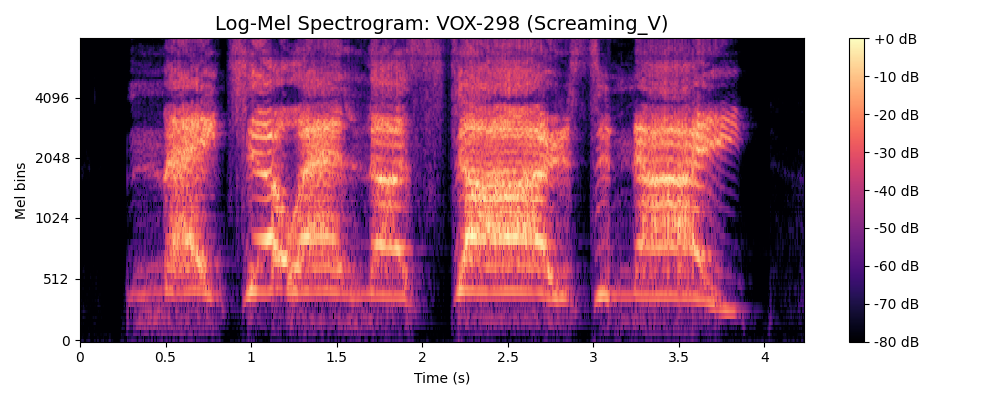 Log-Mel Spectrogram: VOX-298 (Screaming_V)
Mel bins
4096
2048
1024
512
0
0
0.5
1
1.5
2
2.5
3
3.5
4
Time (s)
+0 dB
-10 dB
-20 dB
-30 dB
-40 dB
-50 dB
-60 dB
-70 dB
-80 dB